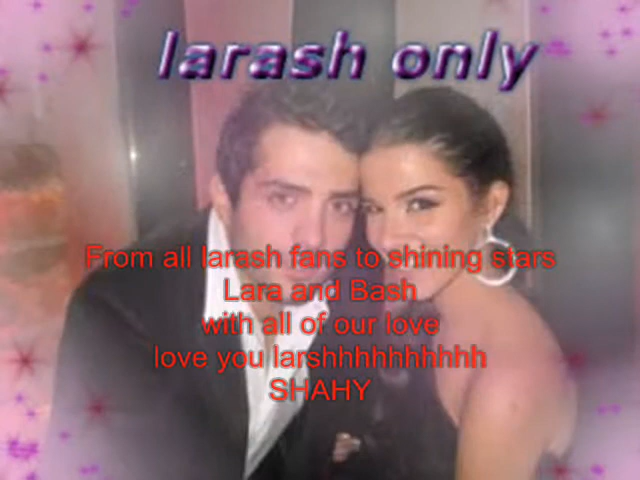 larash only
From all larash fans to shining stars
Lara and Bash
with all of our love
love you larshhhhhhhhhh
SHAHY